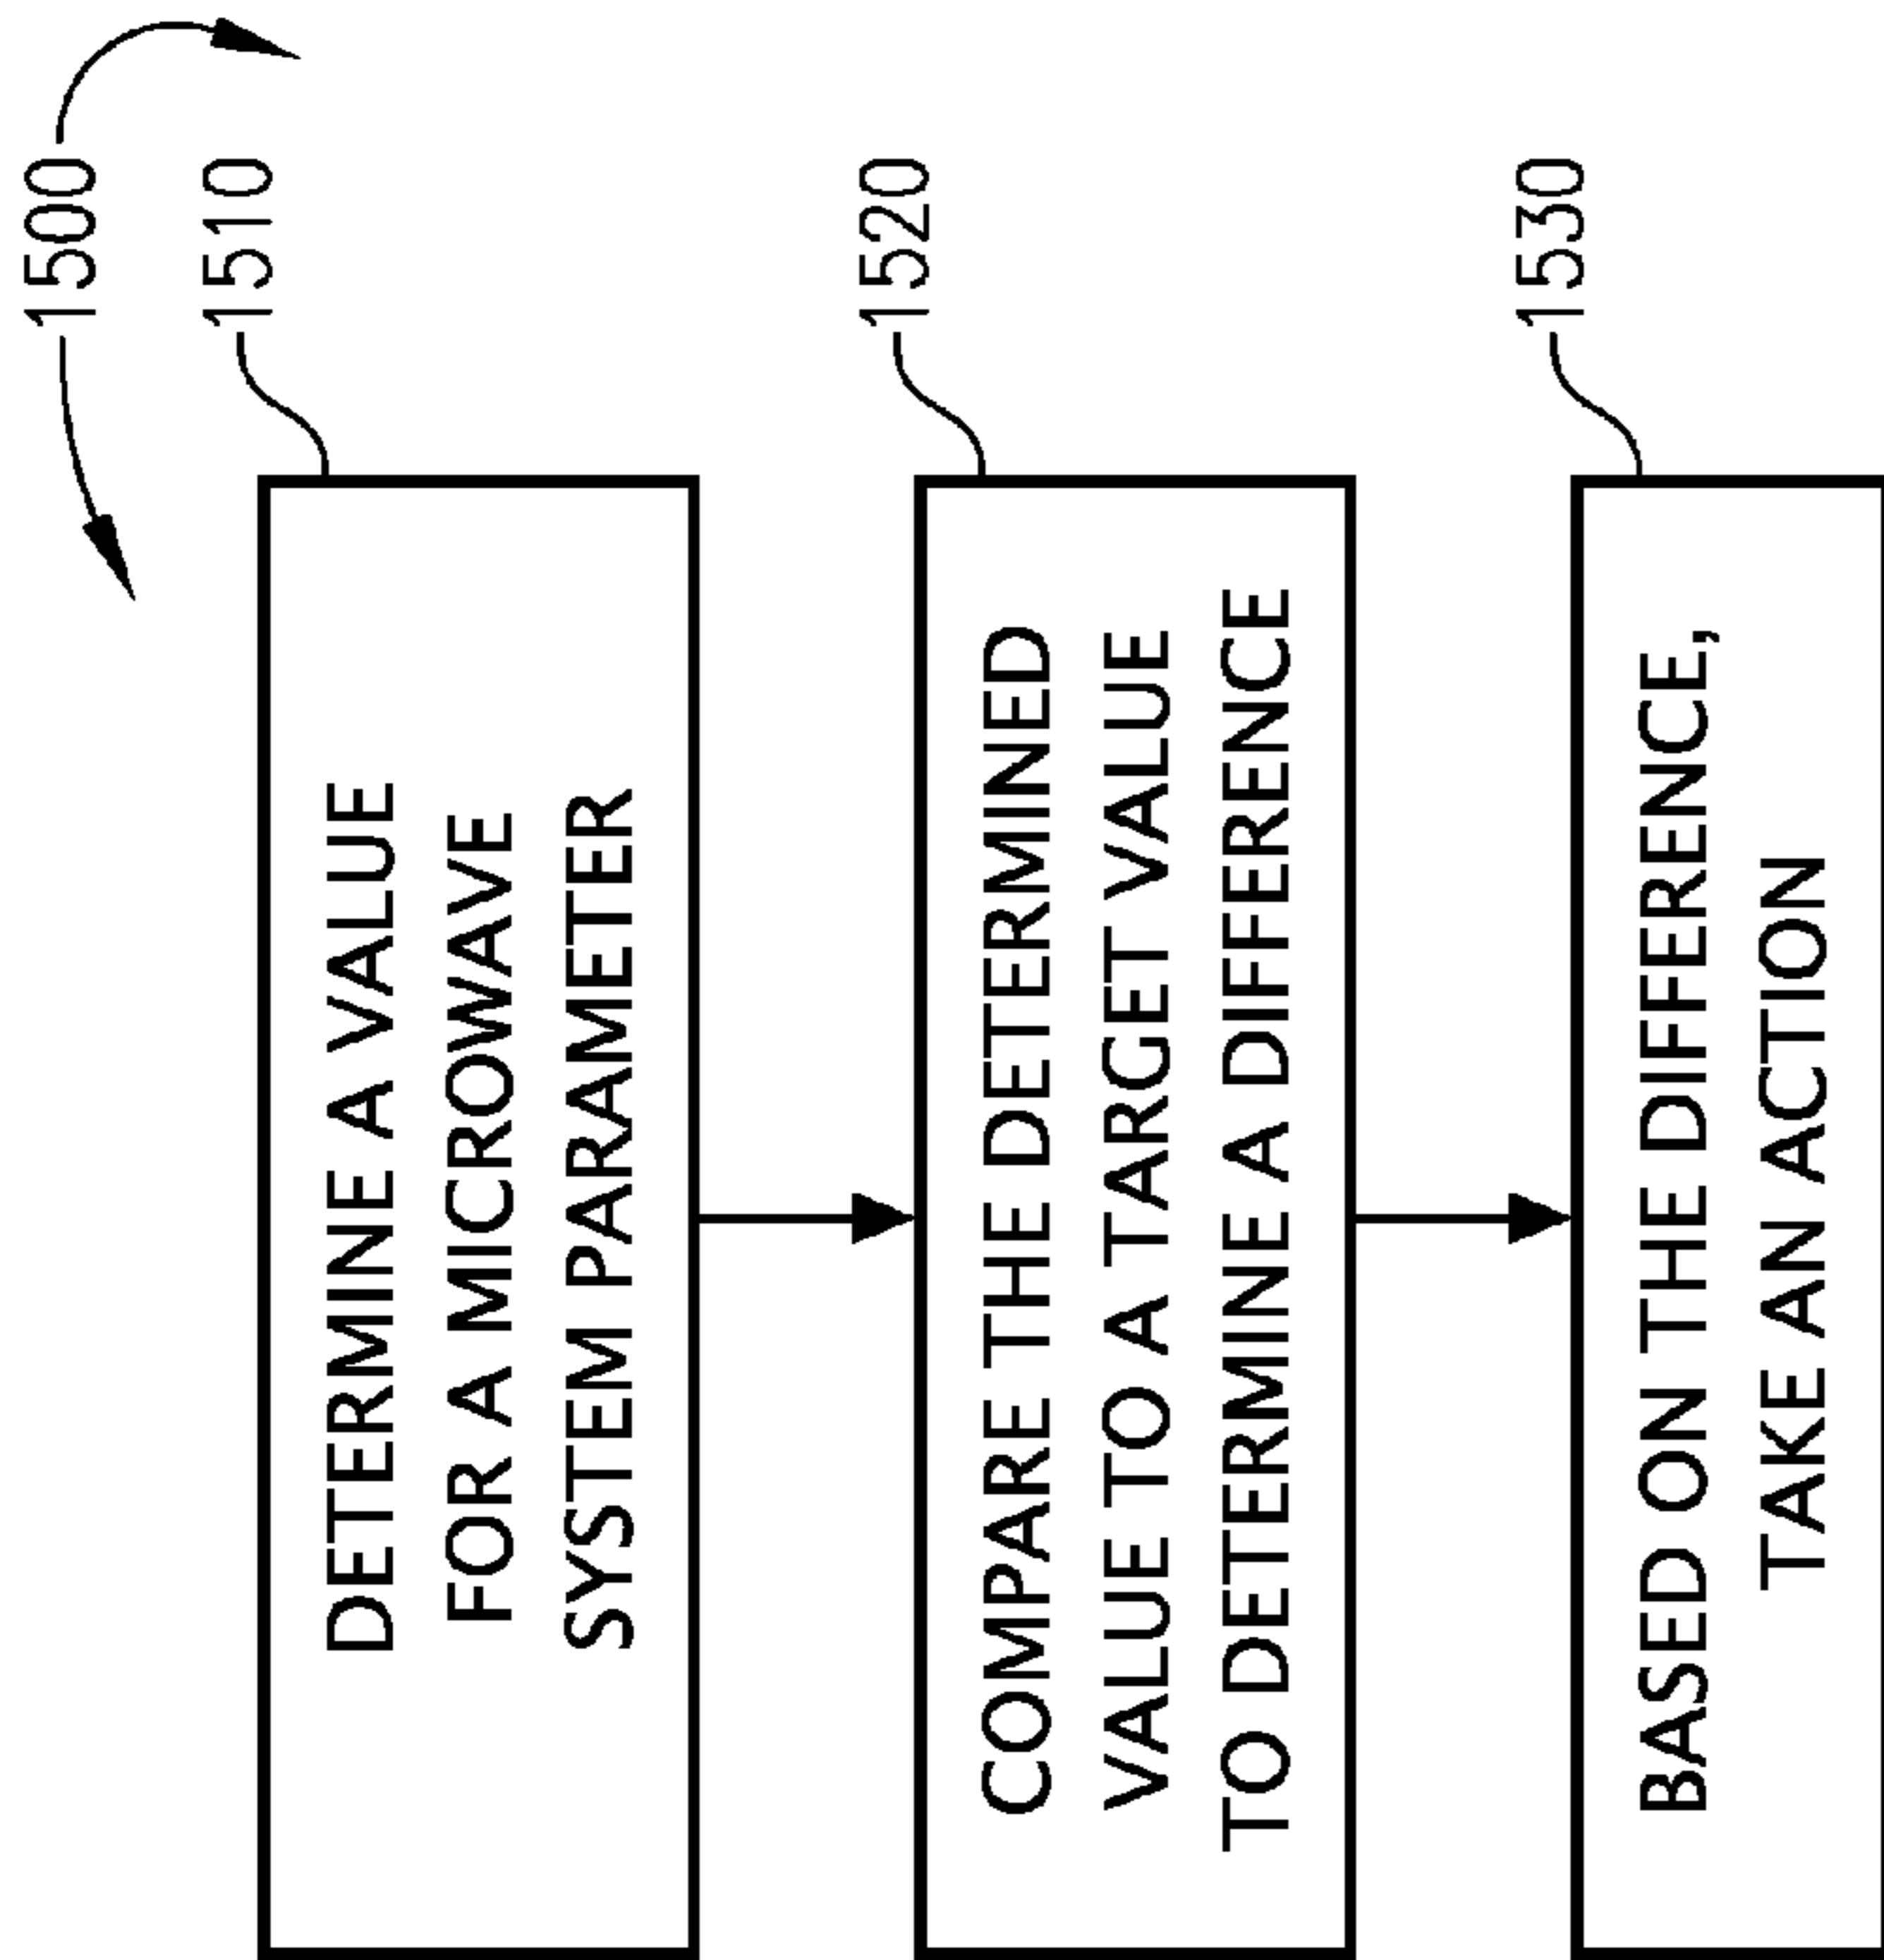 1500
1510
DETERMINE A VALUE
FOR A MICROWAVE
SYSTEM PARAMETER
1520
COMPARE THE DETERMINED
VALUE TO A TARGET VALUE
TO DETERMINE A DIFFERENCE
1530
BASED ON THE DIFFERENCE,
TAKE AN ACTION